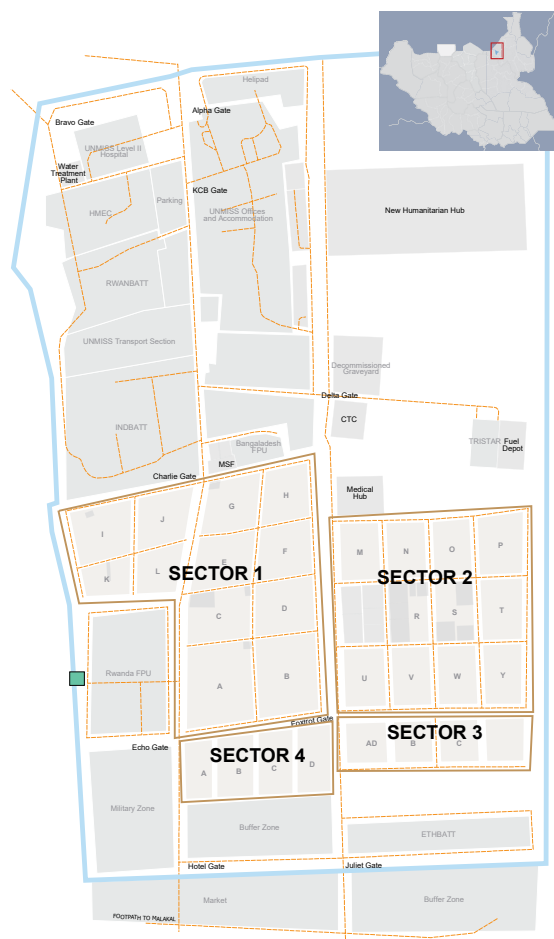 Helipad
Alpha Gate
Bravo Gate
UNMISS Level II
Hospital
Water
Treatment
Plant
KCB Gate
Parking
HMEC
UNMISS Offices
and Accommodation
New Humanitarian Hub
RWANBATT
UNMISS Transport Section
Decommissioned
Graveyard
Delta Gate
CTC
INDBATT
Bangladesh
FPU
TRISTAR
Fuel
Depot
MSF
Charlie Gate
Medical
Hub
H
G
I
J
M
N
O
P
E
F
K
L
SECTOR 1
SECTOR 2
C
D
R
S
T
A
B
U
V
W
Y
Rwanda FPU
Foxtrot Gate
SECTOR 3
AD
B
C
Echo Gate
SECTOR 4
A
B
C
D
Military Zone
Buffer Zone
ETHBATT
Hotel Gate
Juliet Gate
Market
Buffer Zone
FOOTPATH TO MALAKAL